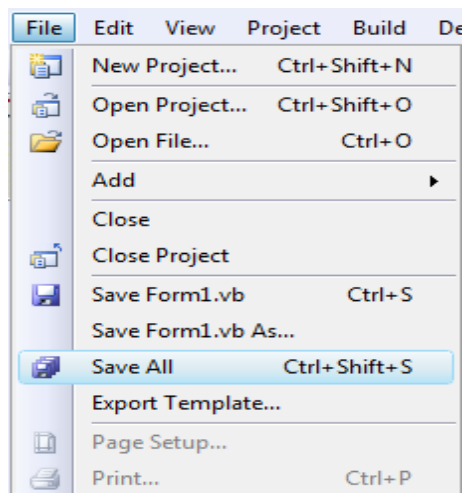 File Edit View Project Build De
New Project... Ctrl+Shift+N
Open Project... Ctrl+Shift+O
Open File... Ctrl+O
Add
Close
Close Project
Save Form1.vb Ctrl+S
Save Form1.vb As...
Save All Ctrl+Shift+S
Export Template...
Page Setup...
Print... Ctrl+P